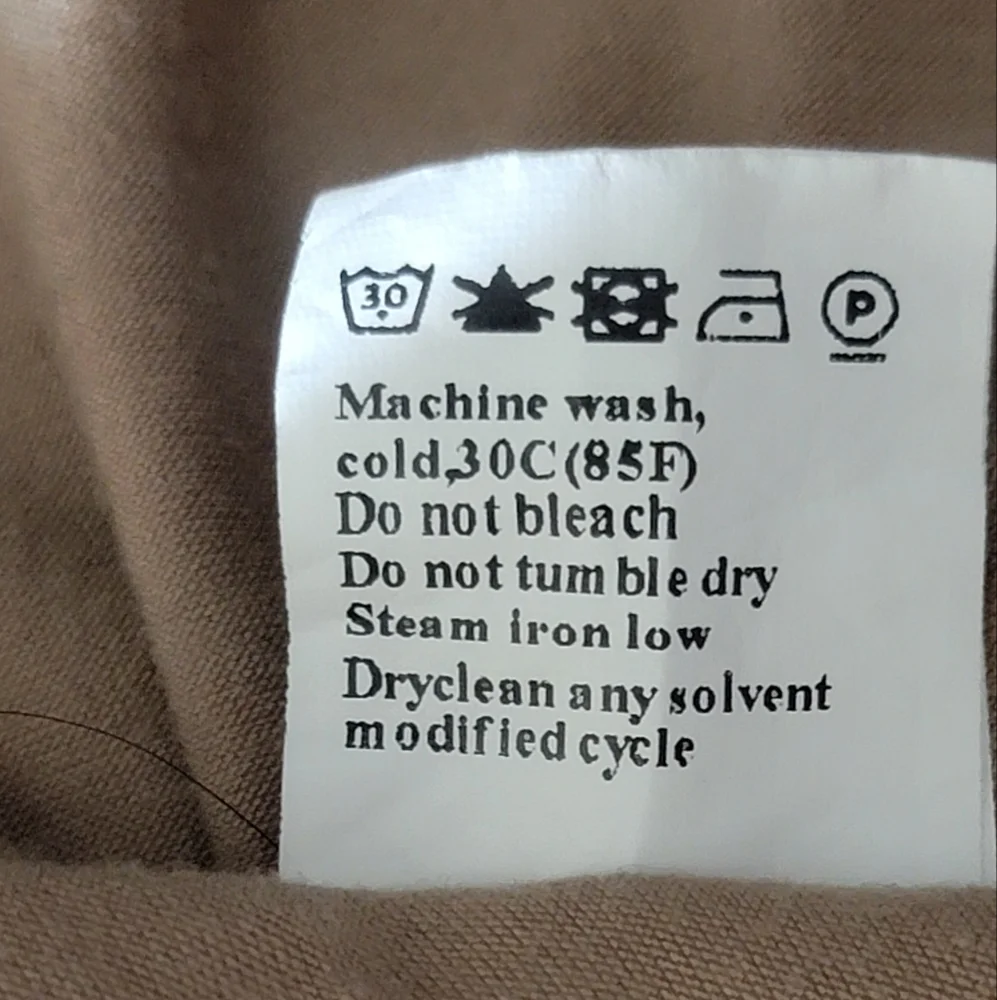 30 P
Machine wash,
cold,30C(85F)
Do not bleach
Do not tumble dry
Steam iron low
Dryclean any solvent
modified cycle